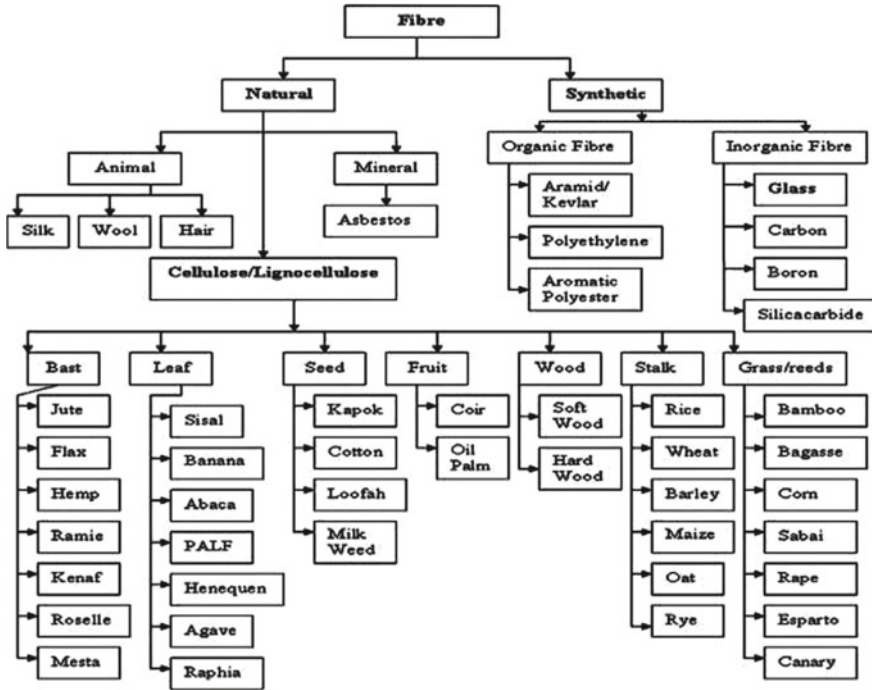 Fibre
Natural
Synthetic
Animal
Mineral
Organic Fibre
Inorganic Fibre
Silk
Wool
Hair
Asbestos
Aramid/
Kevlar
Polyethylene
Aromatic
Polyester
Glass
Carbon
Boron
Silicacarbide
Cellulose/Lignocellulose
Bast
Leaf
Seed
Fruit
Wood
Stalk
Grass/reeds
Jute
Flax
Hemp
Ramie
Kenaf
Roselle
Mesta
Sisal
Banana
Abaca
PALF
Henequen
Agave
Raphia
Kapok
Cotton
Loofah
Milk
Weed
Coir
Oil
Palm
Soft
Wood
Hard
Wood
Rice
Wheat
Barley
Maize
Oat
Rye
Bamboo
Bagasse
Corn
Sabai
Rape
Esparto
Canary